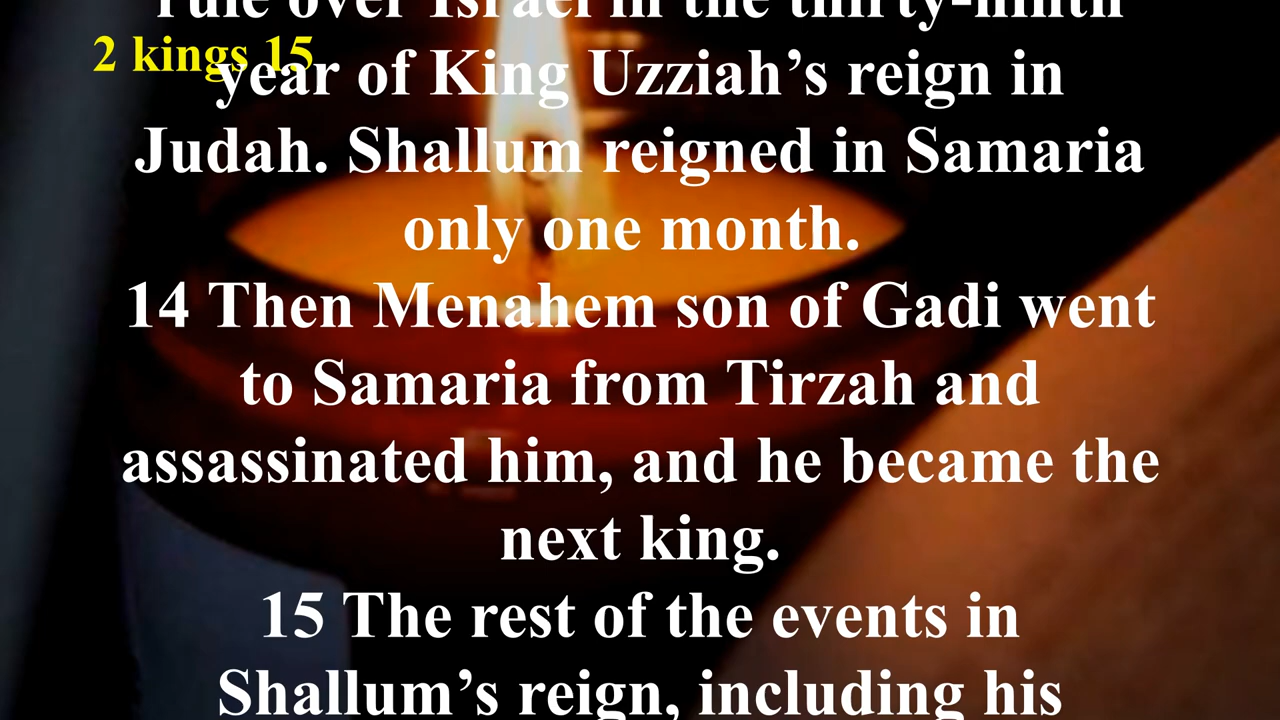 rule over Israel in the thirty-ninth
2 kings 15
year of King Uzziah’s reign in
Judah. Shallum reigned in Samaria
only one month.
14 Then Menahem son of Gadi went
to Samaria from Tirzah and
assassinated him, and he became the
next king.
15 The rest of the events in
Shallum’s reign, including his